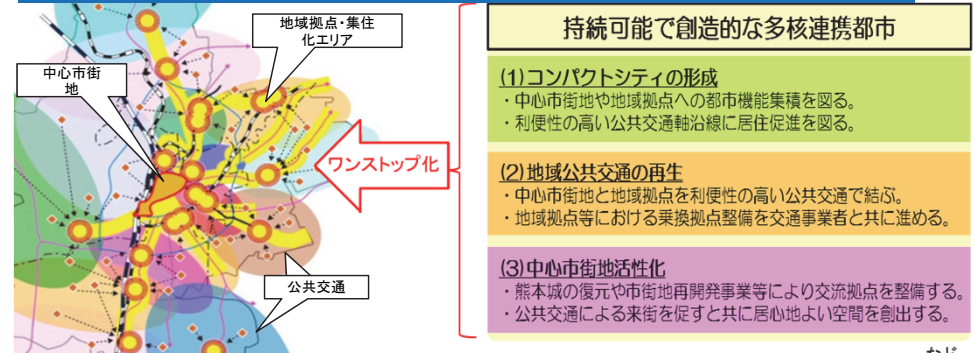 地域拠点・集住
化エリア
中心市街
地
ワンストップ化
公共交通
持続可能で創造的な多核連携都市
(1)コンパクトシティの形成
・中心市街地や地域拠点への都市機能集積を図る。
・利便性の高い公共交通軸沿線に居住促進を図る。
(2)地域公共交通の再生
・中心市街地と地域拠点を利便性の高い公共交通で結ぶ。
・地域拠点等における乗換拠点整備を交通事業者と共に進める。
(3)中心市街地活性化
・熊本城の復元や市街地再開発事業等により交流拠点を整備する。
・公共交通による来街を促すと共に居心地よい空間を創出する。
など